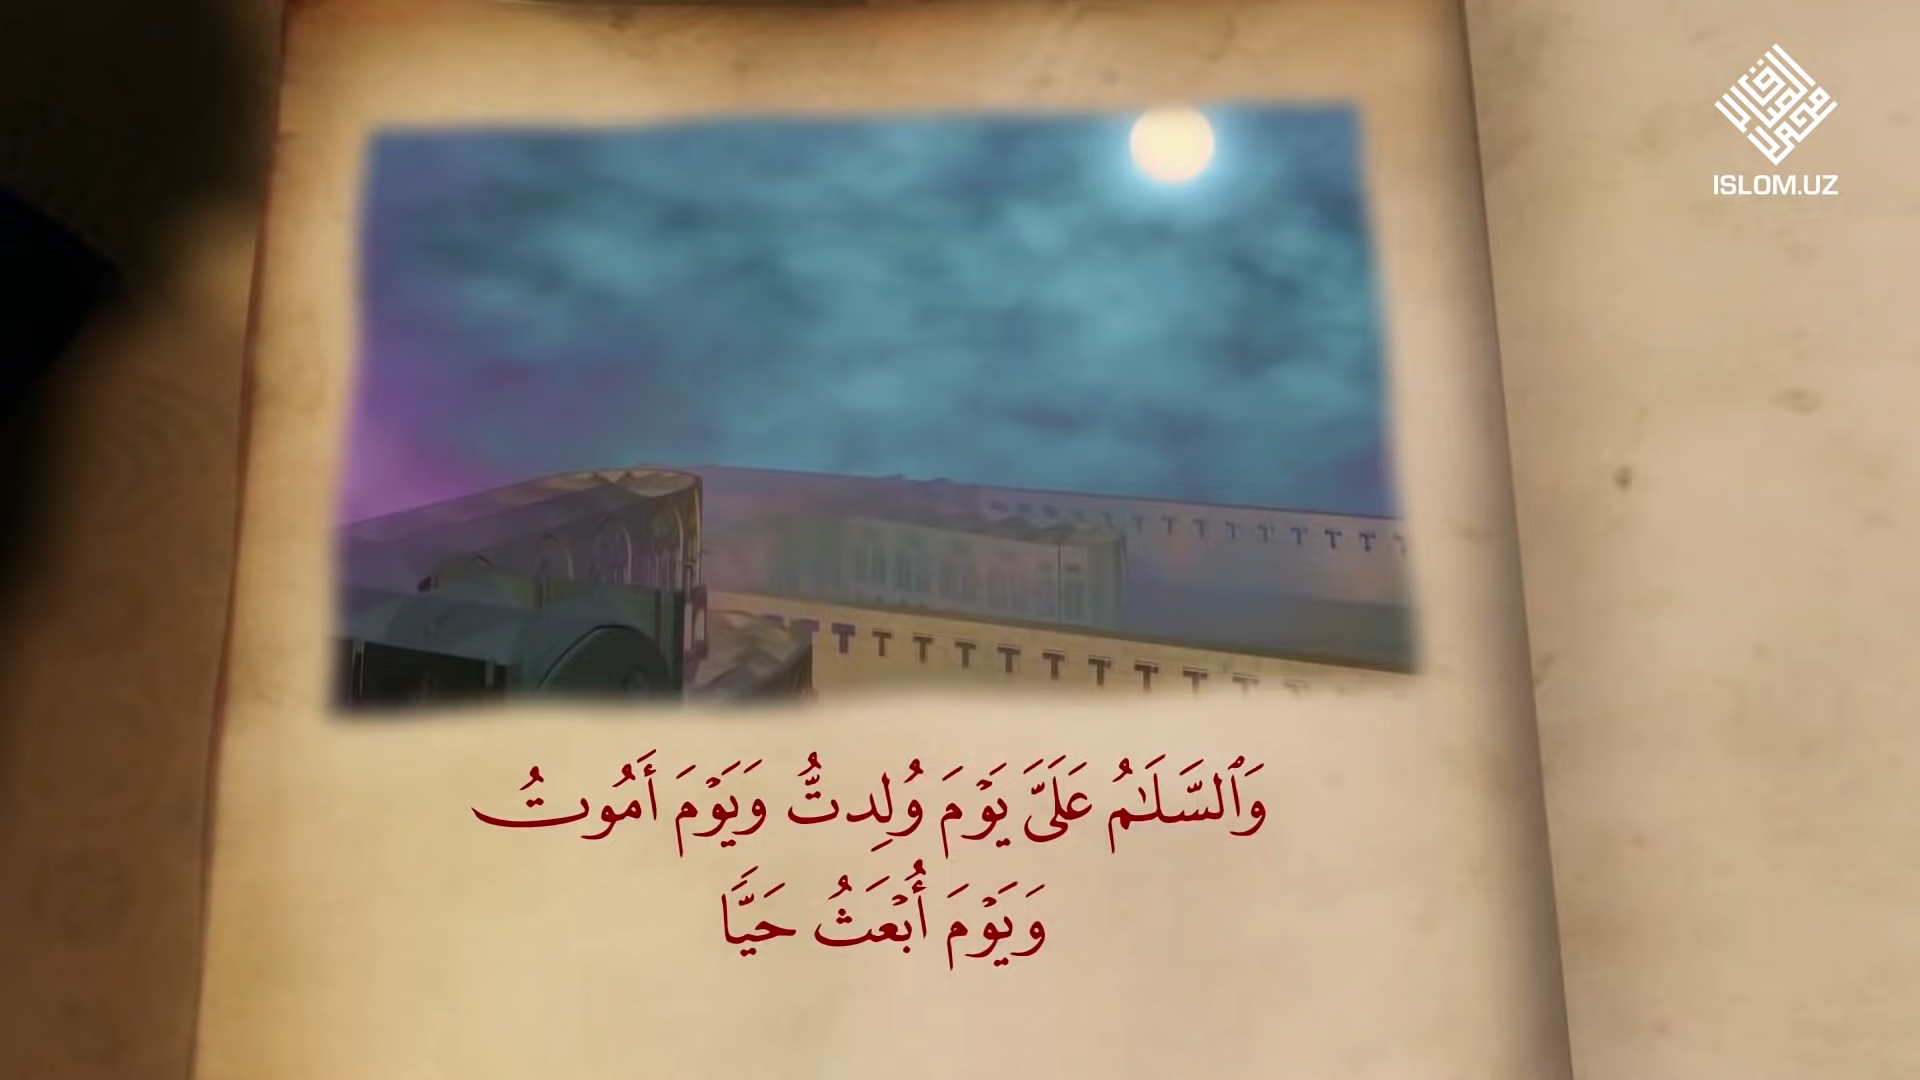 ISLOM.UZ
وَٱلسَّلَـٰمُ عَلَىَّ يَوْمَ وُلِدتُّ وَيَوْمَ أَمُوتُ
وَيَوْمَ أُبْعَثُ حَيًّا